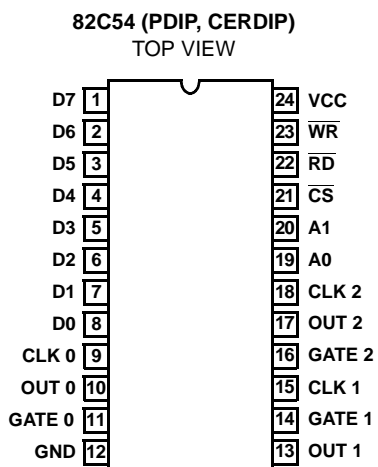 82C54 (PDIP, CERDIP)
TOP VIEW
D7 1 24 VCC
D6 2 23 WR
D5 3 22 RD
D4 4 21 CS
D3 5 20 A1
D2 6 19 A0
D1 7 18 CLK 2
D0 8 17 OUT 2
CLK 0 9 16 GATE 2
OUT 0 10 15 CLK 1
GATE 0 11 14 GATE 1
GND 12 13 OUT 1